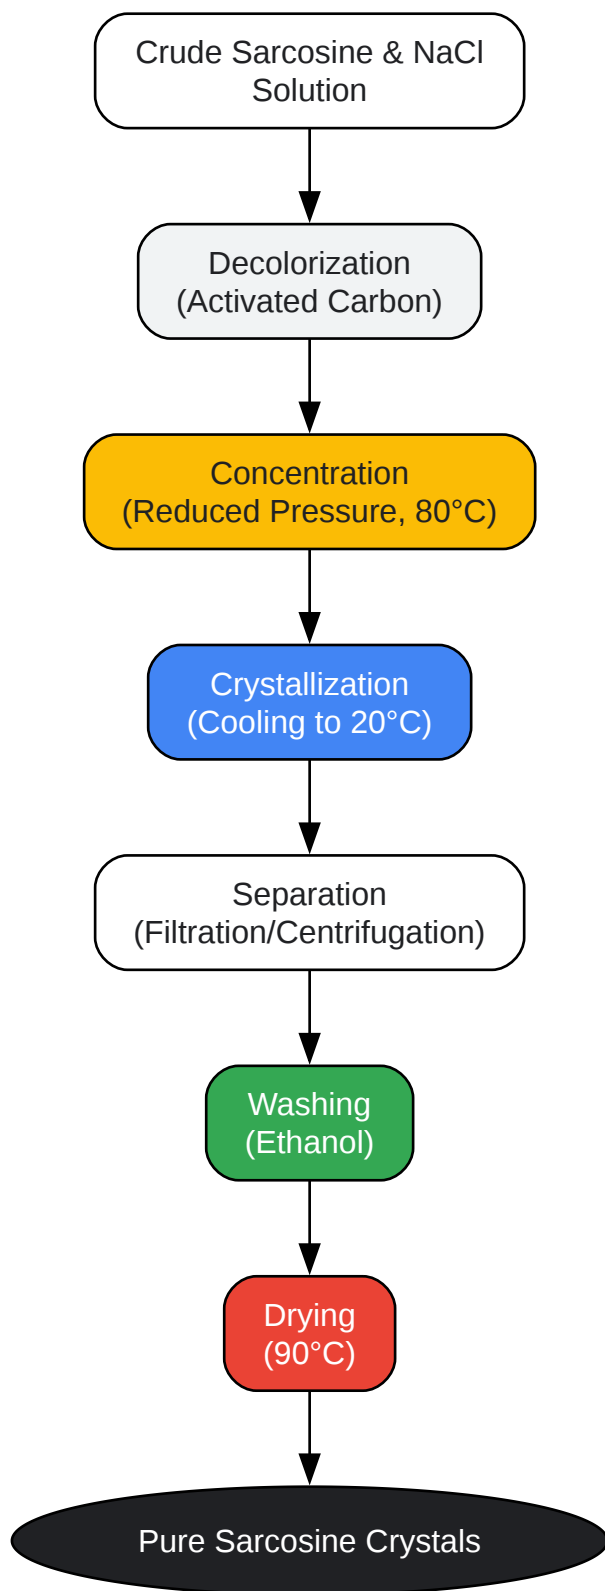 Crude Sarcosine & NaCl
Solution
Decolorization
(Activated Carbon)
Concentration
(Reduced Pressure, 80°C)
Crystallization
(Cooling to 20°C)
Separation
(Filtration/Centrifugation)
Washing
(Ethanol)
Drying
(90°C)
Pure Sarcosine Crystals